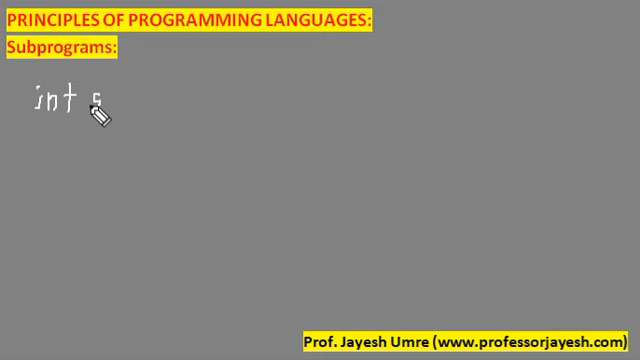 PRINCIPLES OF PROGRAMMING LANGUAGES:
Subprograms:
int s
Prof. Jayesh Umre (www.professorjayesh.com)